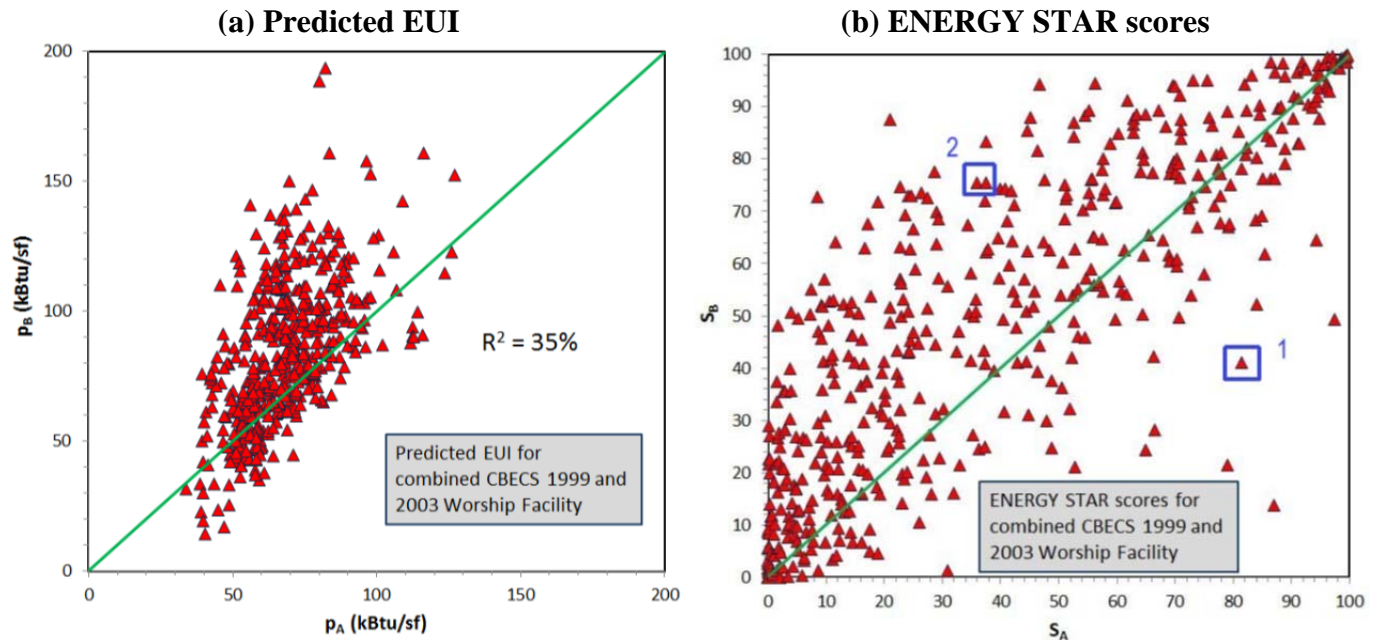 (a) Predicted EUI
200
150
100
50
0
0 50 100 150 200
p_B (kBtu/sf)
p_A (kBtu/sf)
R² = 35%
Predicted EUI for
combined CBECS 1999 and
2003 Worship Facility
(b) ENERGY STAR scores
100
90
80
70
60
50
40
30
20
10
0
0 10 20 30 40 50 60 70 80 90 100
S_B
S_A
2
1
ENERGY STAR scores for
combined CBECS 1999 and
2003 Worship Facility